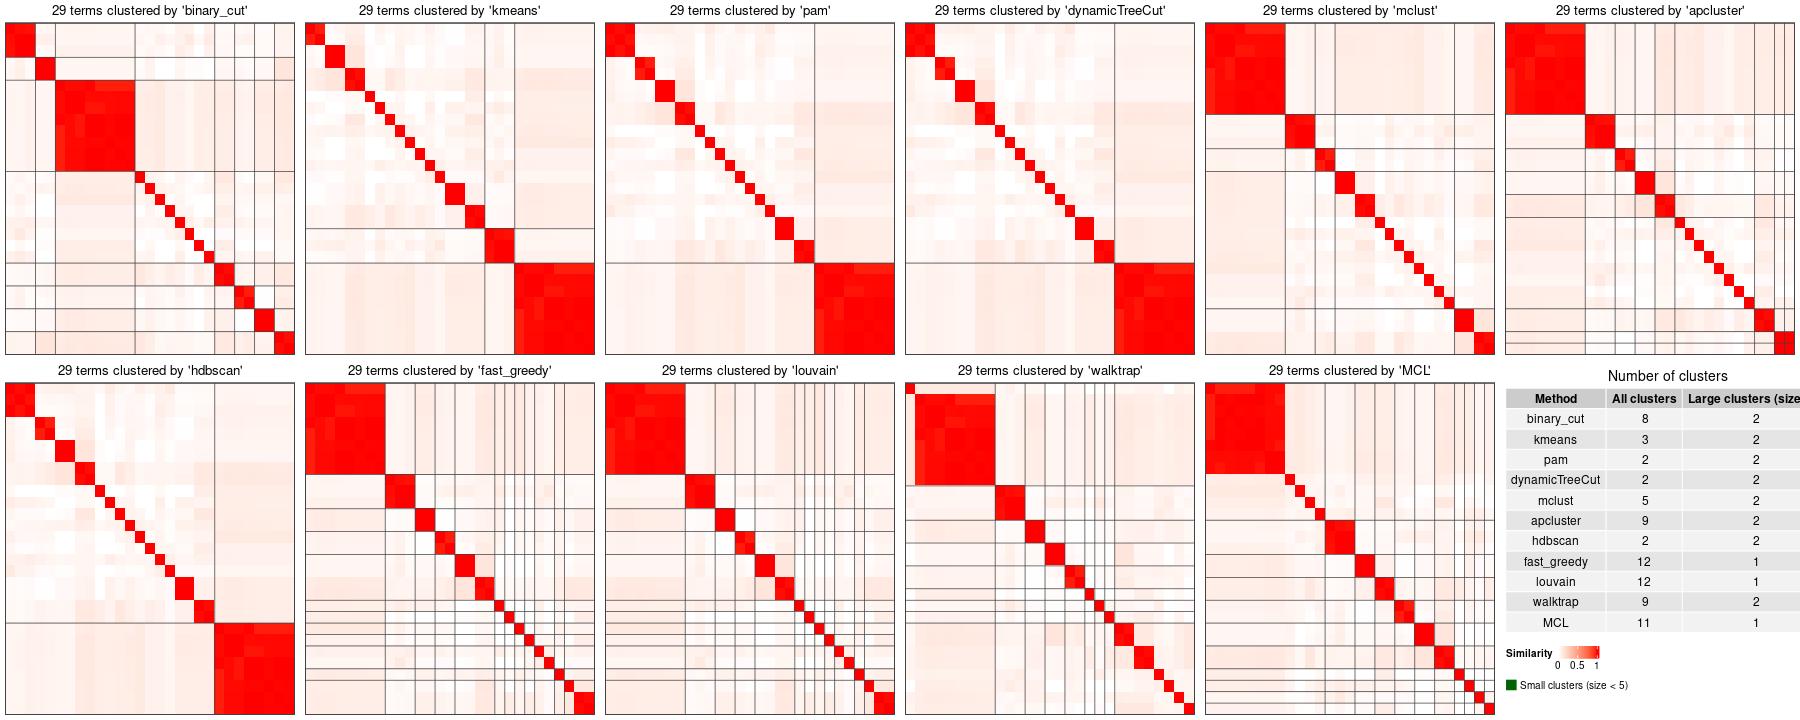 29 terms clustered by 'binary_cut'
29 terms clustered by 'kmeans'
29 terms clustered by 'pam'
29 terms clustered by 'dynamicTreeCut'
29 terms clustered by 'mclust'
29 terms clustered by 'apcluster'
29 terms clustered by 'hdbscan'
29 terms clustered by 'fast_greedy'
29 terms clustered by 'louvain'
29 terms clustered by 'walktrap'
29 terms clustered by 'MCL'
Number of clusters
Method All clusters Large clusters (size
binary_cut 8 2
kmeans 3 2
pam 2 2
dynamicTreeCut 2 2
mclust 5 2
apcluster 9 2
hdbscan 2 2
fast_greedy 12 1
louvain 12 1
walktrap 9 2
MCL 11 1
Similarity
0 0.5 1
Small clusters (size < 5)